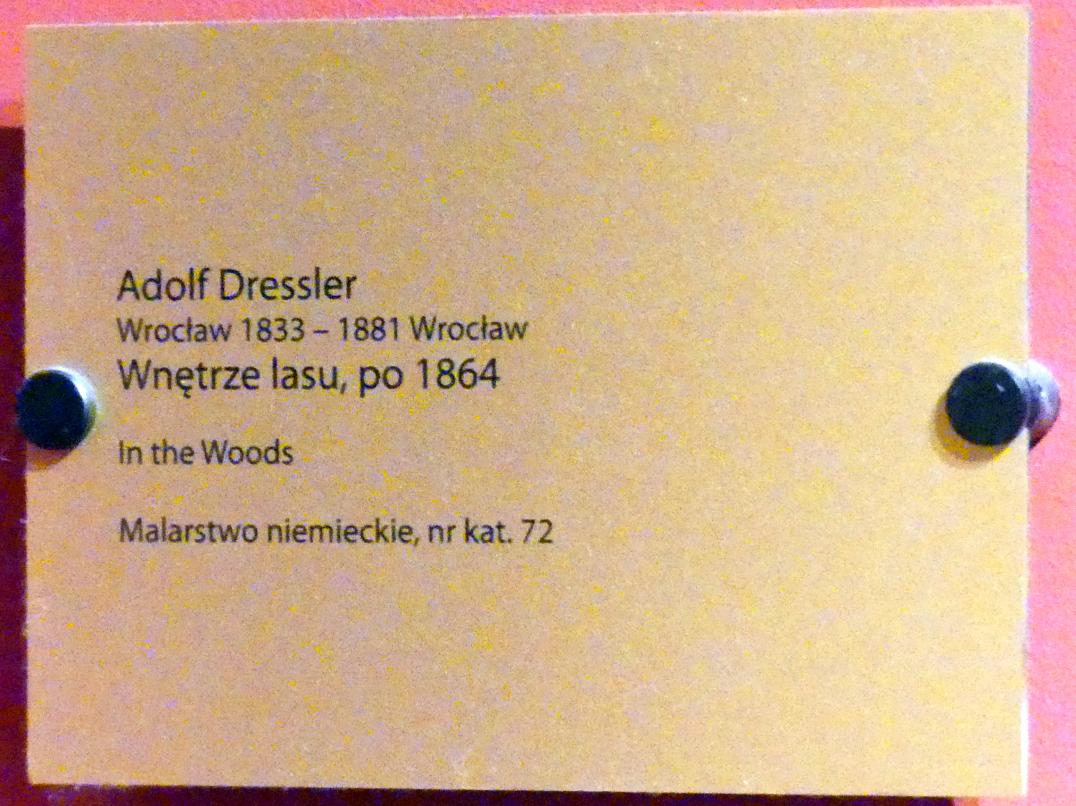 Adolf Dressler
Wrocław 1833 – 1881 Wrocław
Wnętrze lasu, po 1864
In the Woods
Malarstwo niemieckie, nr kat. 72